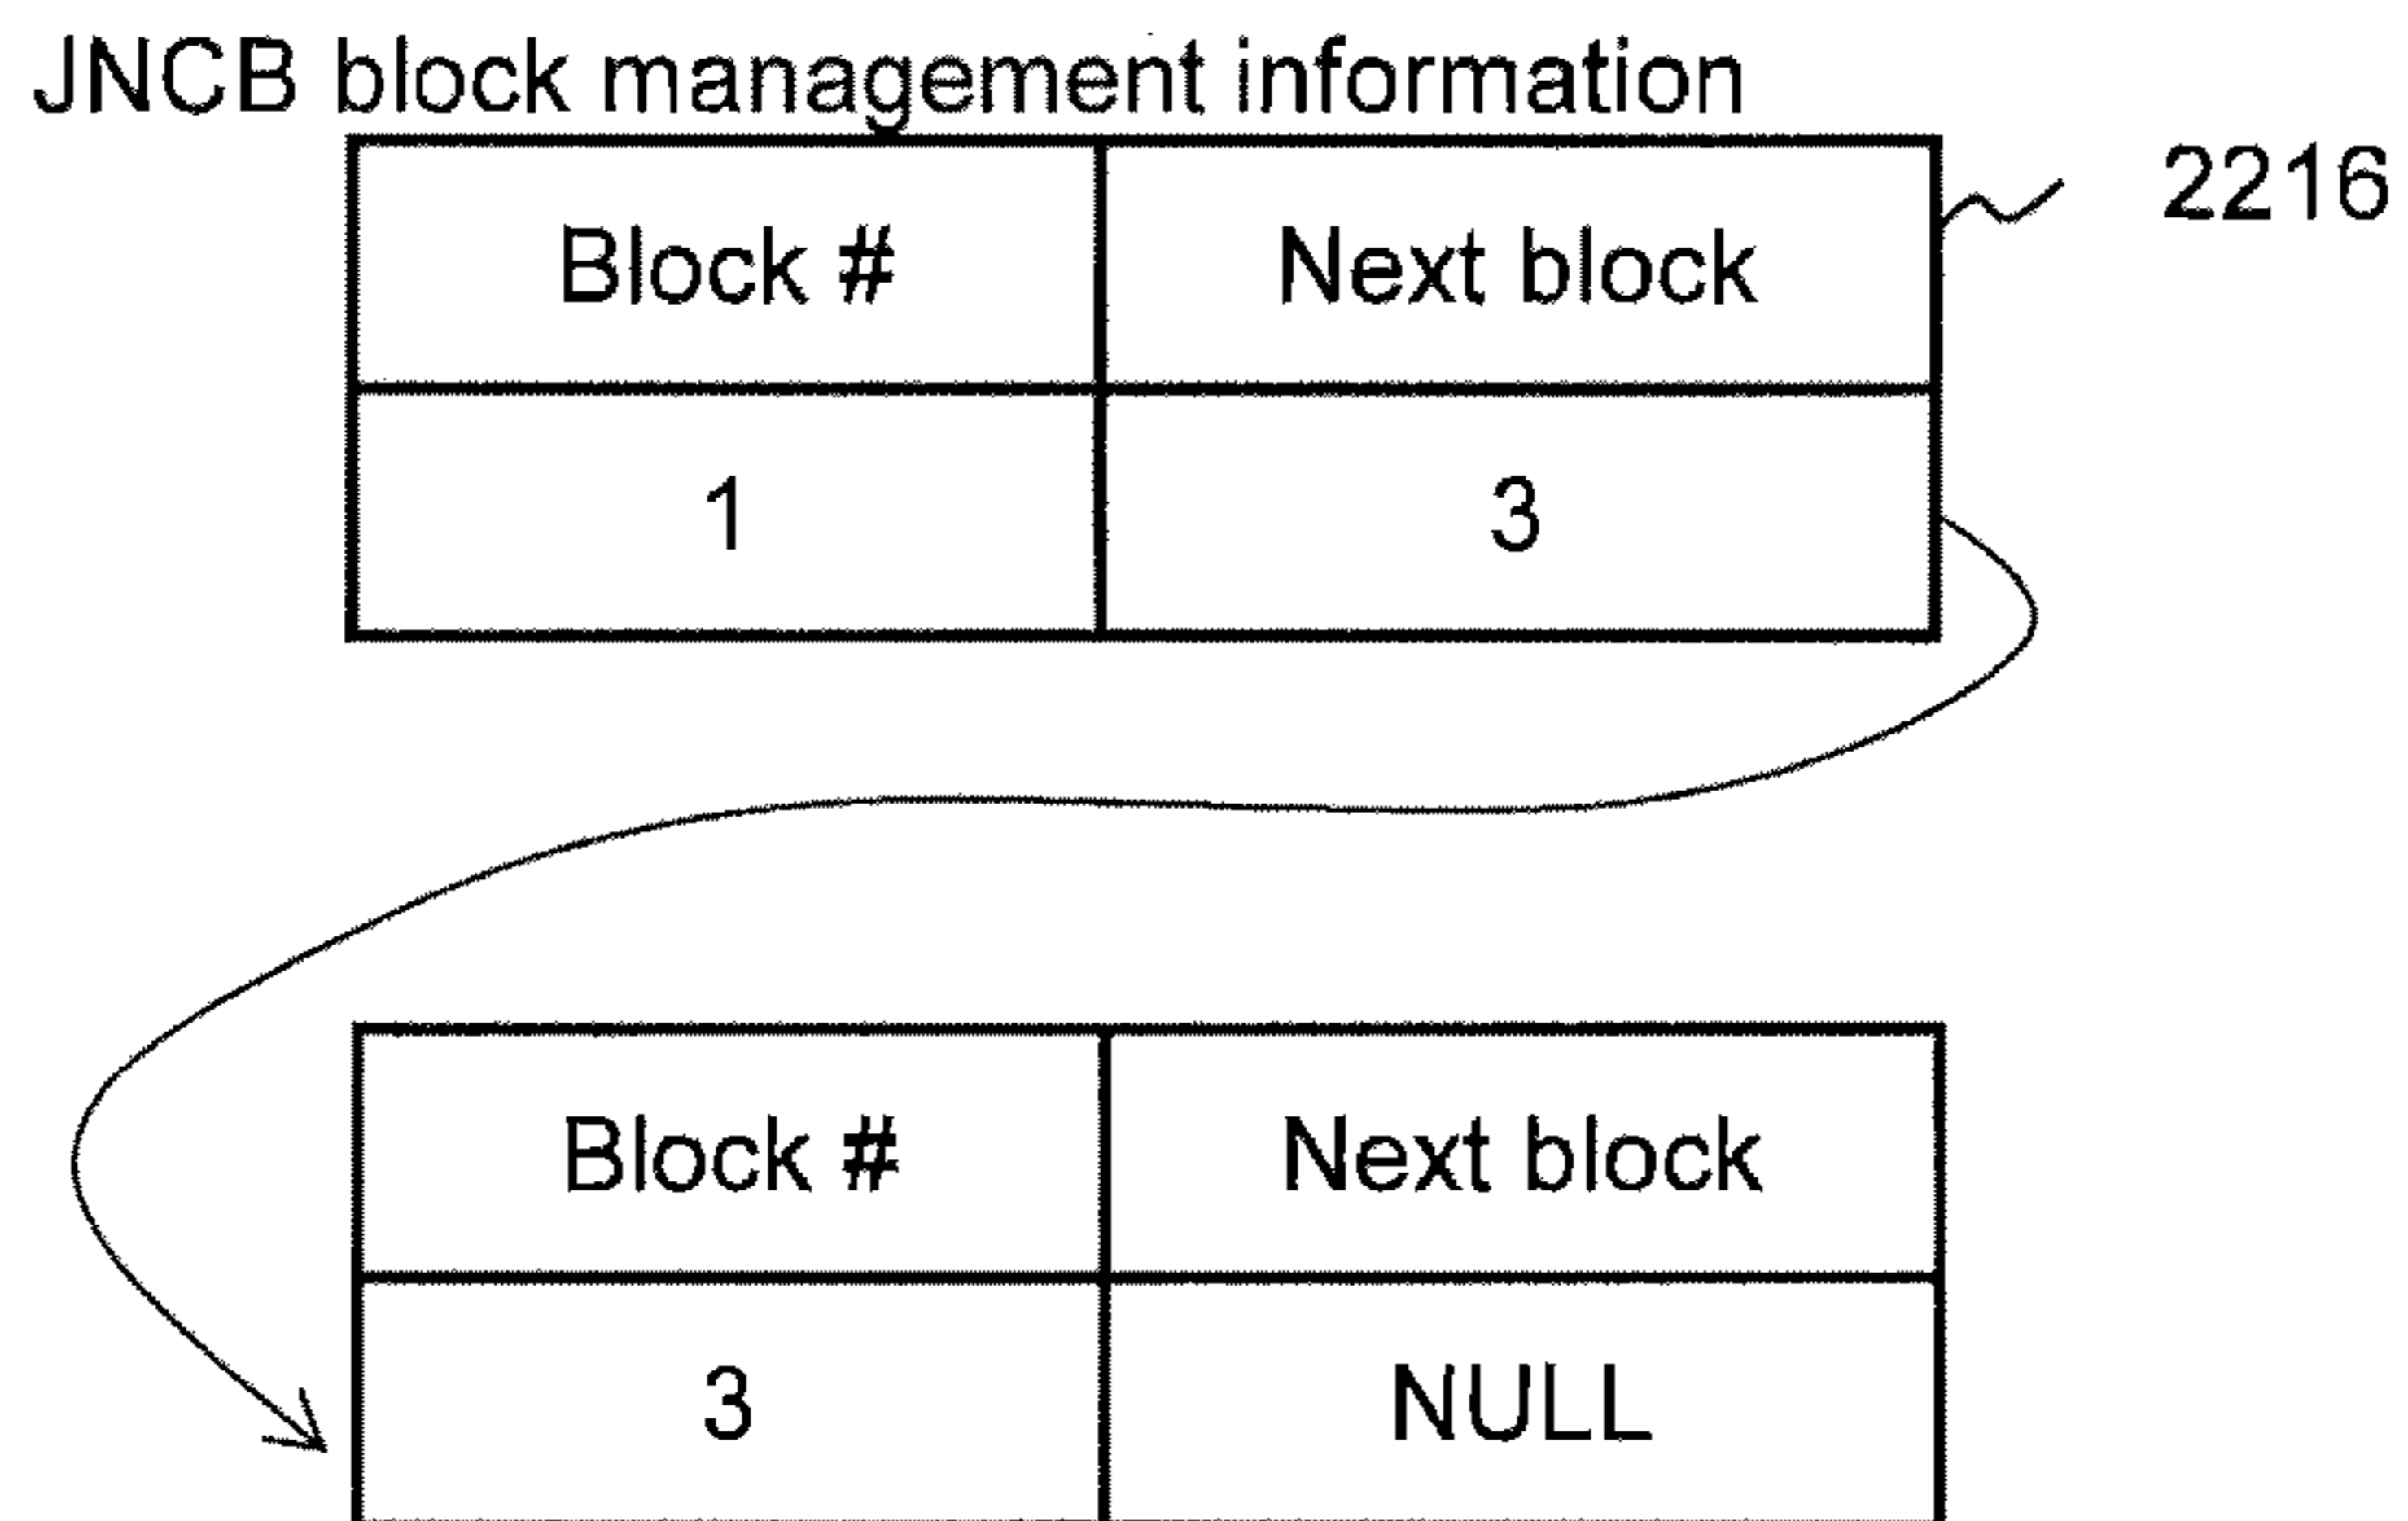 JNCB block management information
2216
Block # Next block
1 3
Block # Next block
3 NULL